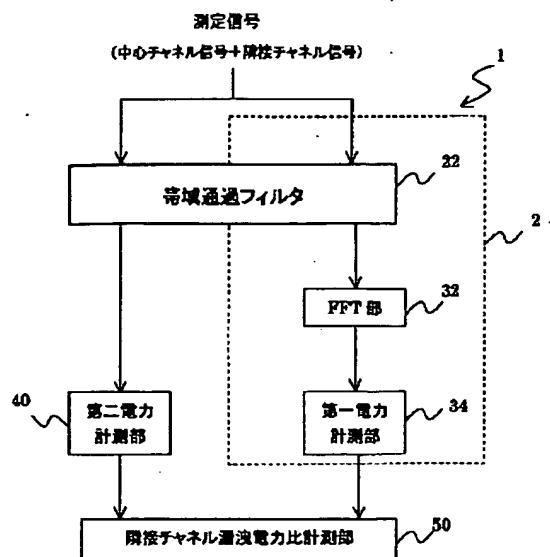 測定信号
(中心チャネル信号+隣接チャネル信号)
1
帯域通過フィルタ
22
2
FFT 部
32
40
第二電力
計測部
第一電力
計測部
34
隣接チャネル漏洩電力比計測部
50